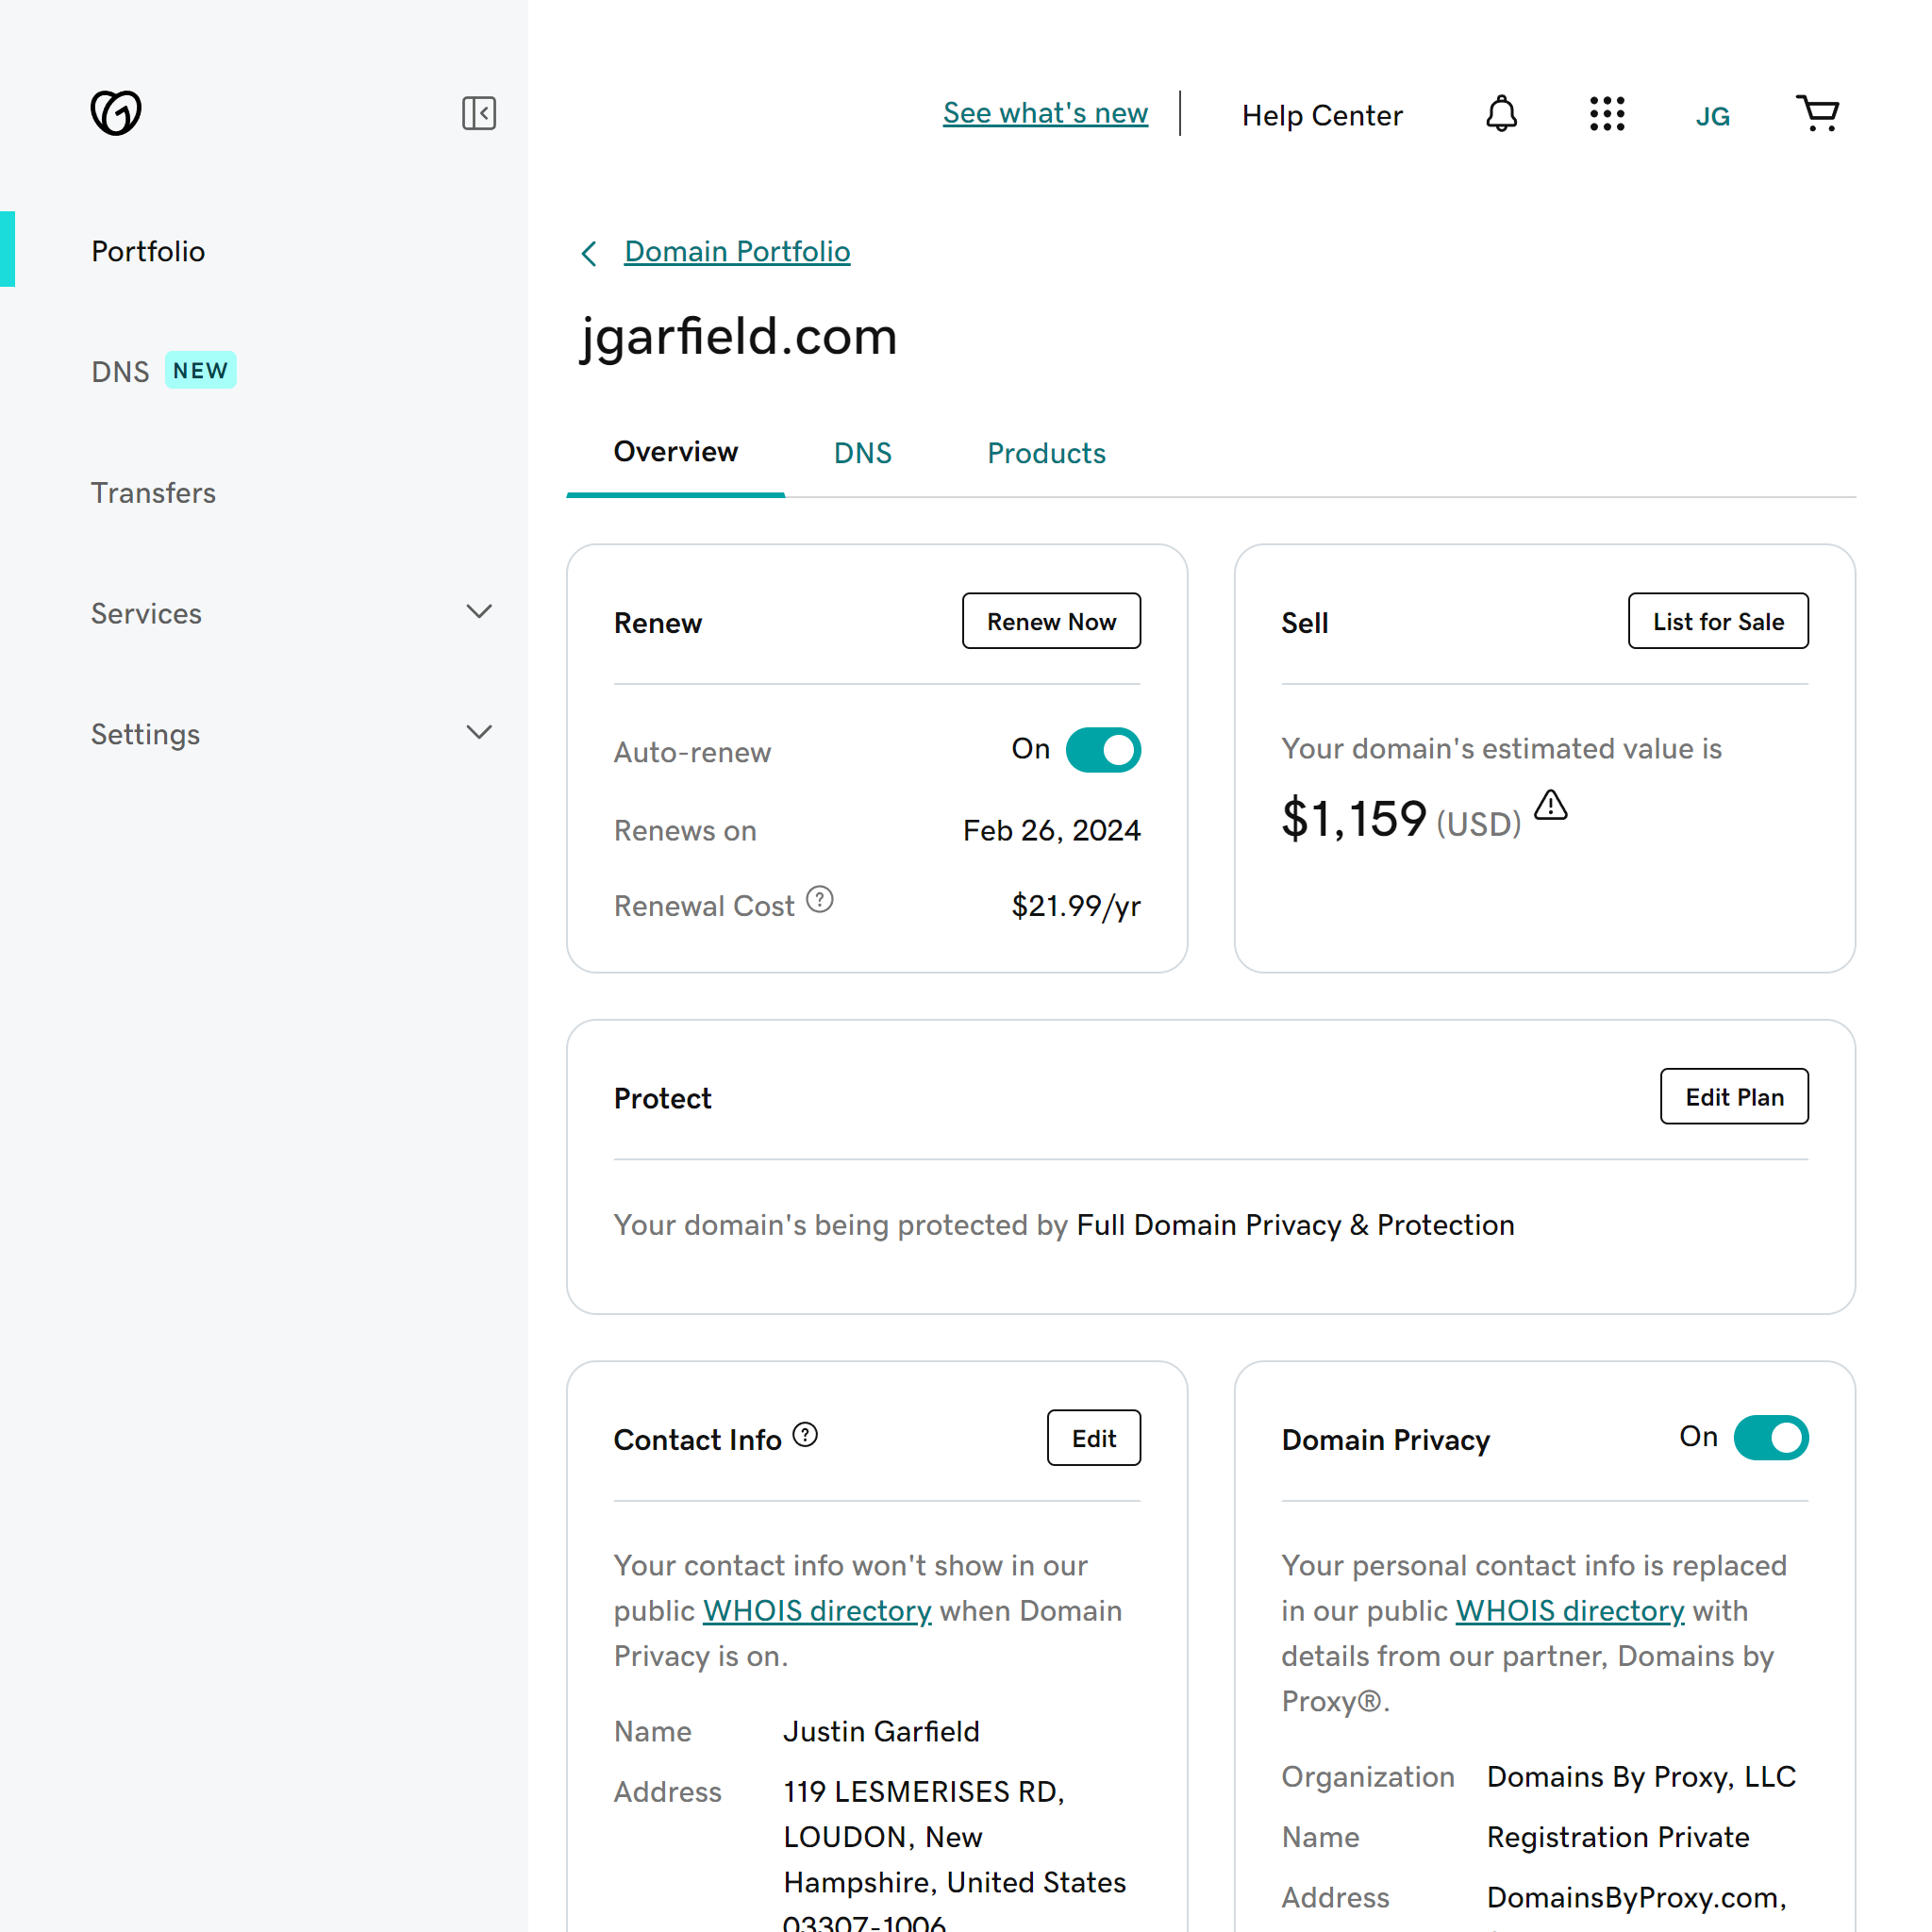 See what's new
Help Center
JG
Portfolio
DNS NEW
Transfers
Services
Settings
Domain Portfolio
jgarfield.com
Overview DNS Products
Renew
Renew Now
Auto-renew On
Renews on Feb 26, 2024
Renewal Cost ? $21.99/yr
Sell
List for Sale
Your domain's estimated value is
$1,159 (USD)
Protect
Edit Plan
Your domain's being protected by Full Domain Privacy & Protection
Contact Info ?
Edit
Your contact info won't show in our
public WHOIS directory when Domain
Privacy is on.
Name Justin Garfield
Address 119 LESMERISES RD,
LOUDON, New
Hampshire, United States
03307-1006
Domain Privacy On
Your personal contact info is replaced
in our public WHOIS directory with
details from our partner, Domains by
Proxy®.
Organization Domains By Proxy, LLC
Name Registration Private
Address DomainsByProxy.com,